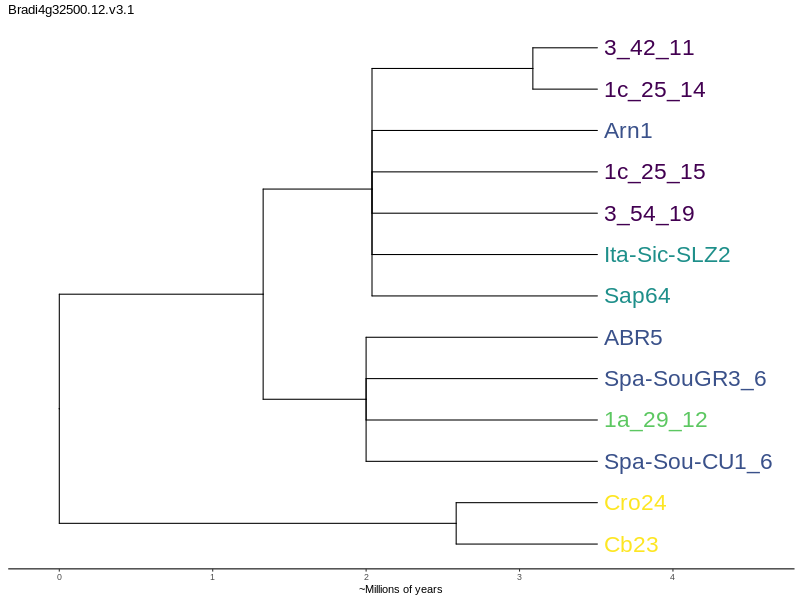 Bradi4g32500.12.v3.1
3_42_11
1c_25_14
Arn1
1c_25_15
3_54_19
Ita-Sic-SLZ2
Sap64
ABR5
Spa-SouGR3_6
1a_29_12
Spa-Sou-CU1_6
Cro24
Cb23
0 1 2 3 4
~Millions of years